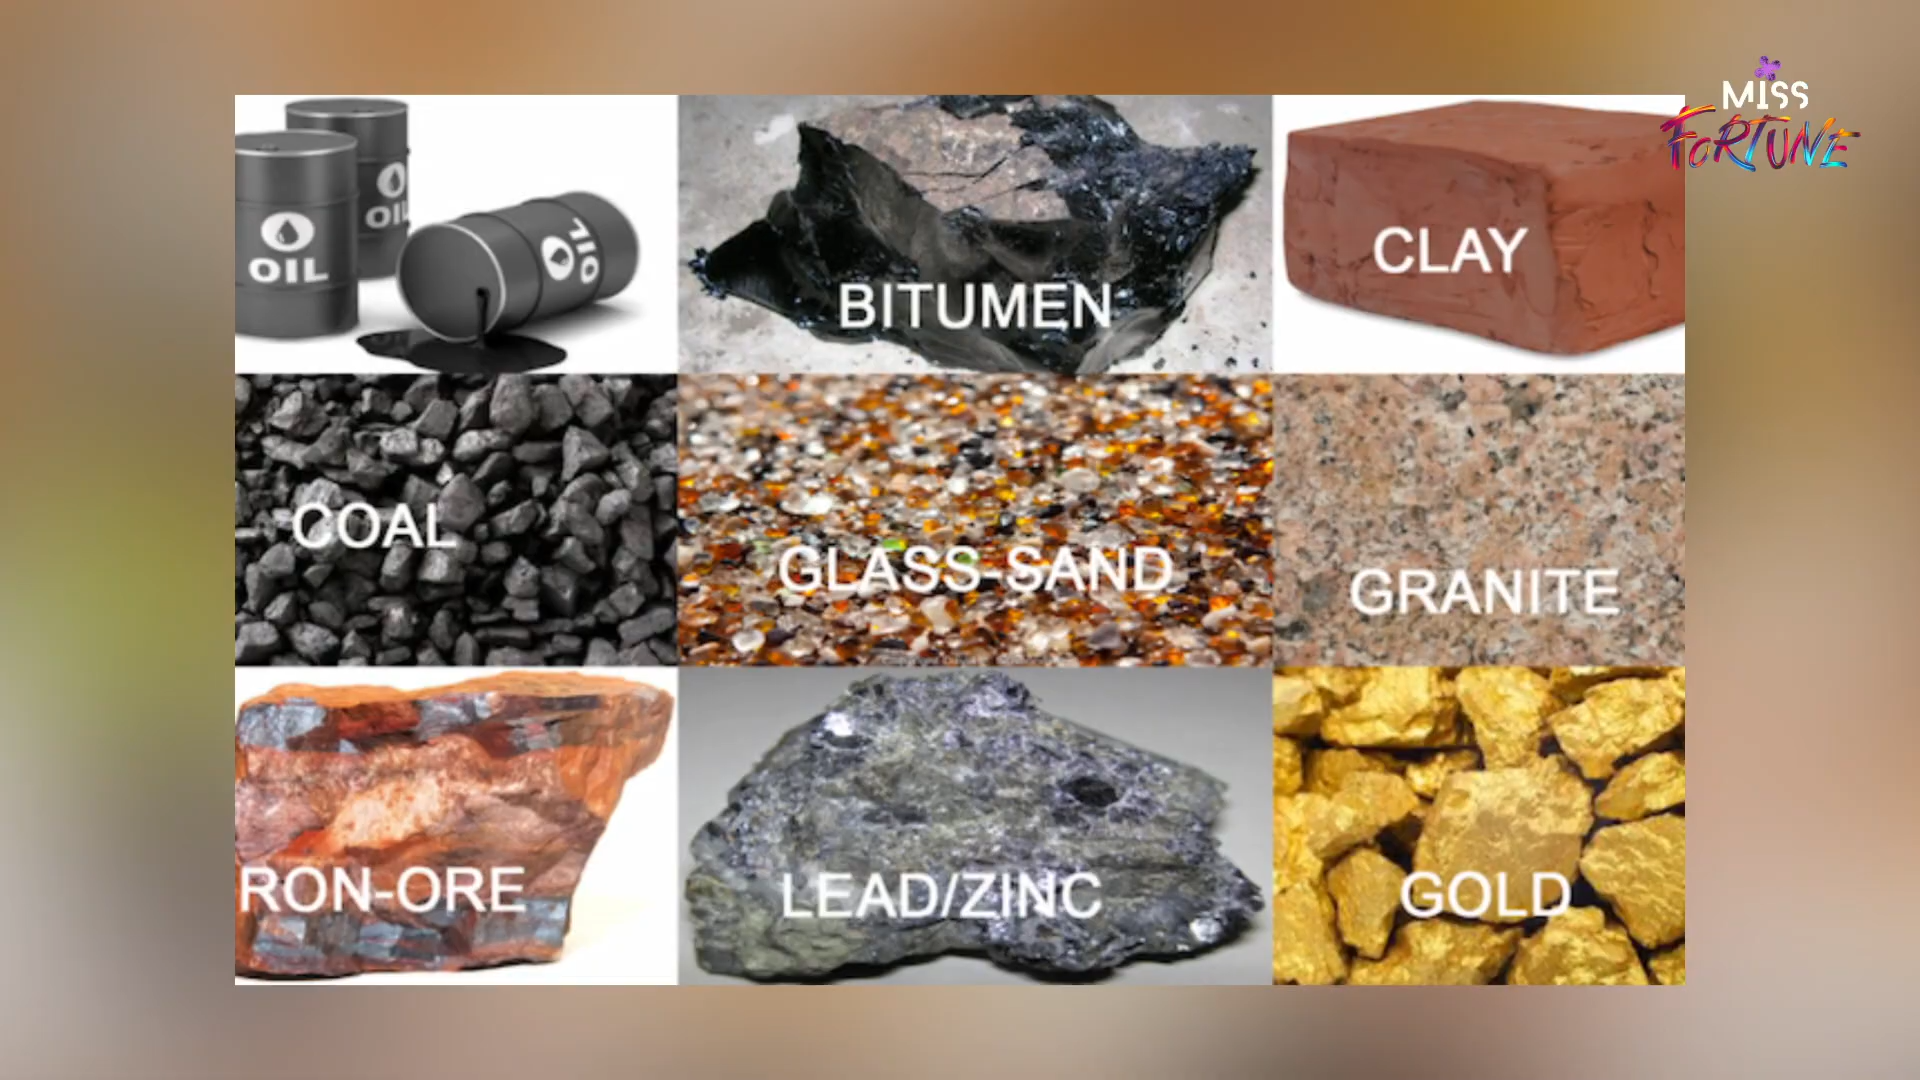 MISS
FORTUNE
OIL
OIL
OIL
BITUMEN
CLAY
COAL
GLASS-SAND
GRANITE
RON-ORE
LEAD/ZINC
GOLD